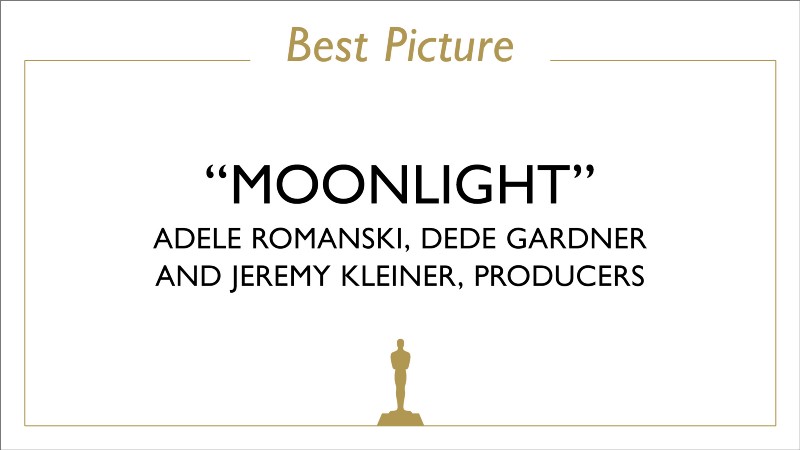 Best Picture
“MOONLIGHT”
ADELE ROMANSKI, DEDE GARDNER
AND JEREMY KLEINER, PRODUCERS